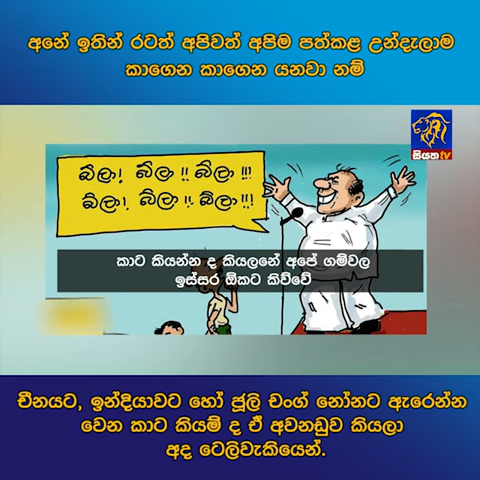 අනේ ඉතින් රටත් අපිවත් අපිම පත්කළ උන්දැලාම
කාගෙන කාගෙන යනවා නම්
සියත tv
බ්ලා! බ්ලා !! බ්ලා !!!
බ්ලා! බ්ලා !! බ්ලා !!!
කාට කියන්න ද කියලනේ අපේ ගම්වල
ඉස්සර ඕකට කිව්වේ
චීනයට, ඉන්දියාවට හෝ ජූලි චංග් නෝනට ඇරෙන්න
වෙන කාට කියම් ද ඒ අවනඩුව කියලා
අද ටෙලිවැකියෙන්.